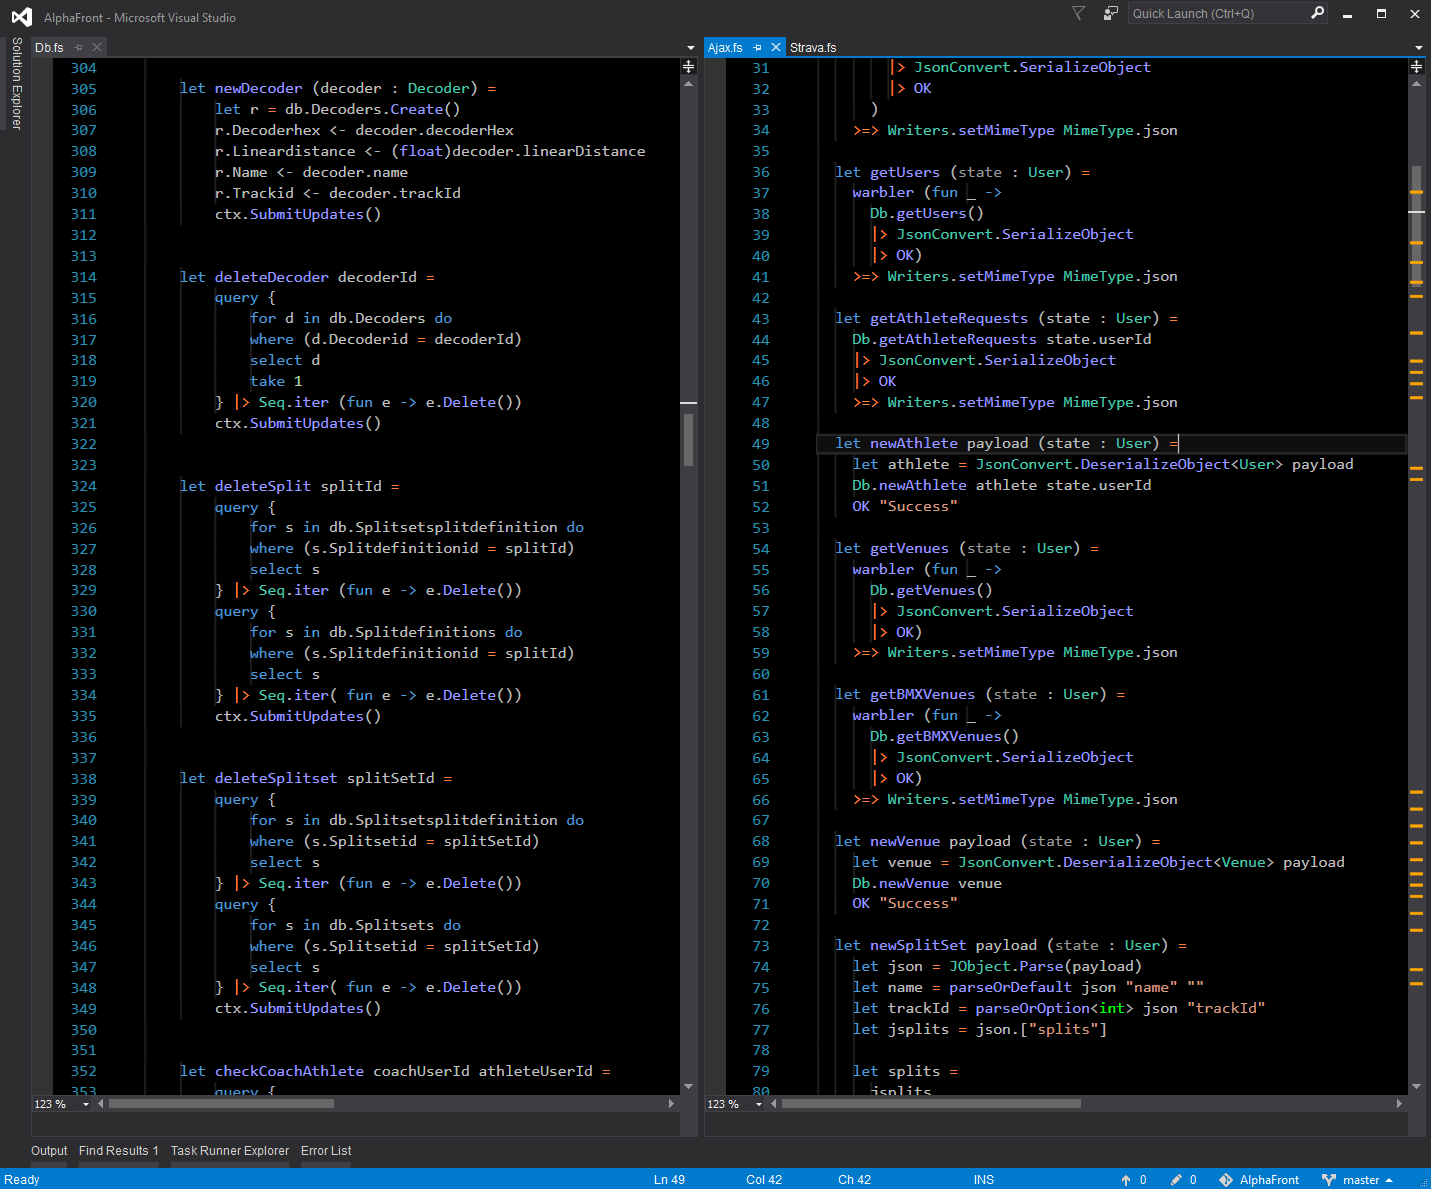 AlphaFront - Microsoft Visual Studio
Quick Launch (Ctrl+Q)
Solution Explorer
Db.fs
304
305 let newDecoder (decoder : Decoder) =
306 let r = db.Decoders.Create()
307 r.Decoderhex <- decoder.decoderHex
308 r.Lineardistance <- (float)decoder.linearDistance
309 r.Name <- decoder.name
310 r.Trackid <- decoder.trackId
311 ctx.SubmitUpdates()
312
313
314 let deleteDecoder decoderId =
315 query {
316 for d in db.Decoders do
317 where (d.Decoderid = decoderId)
318 select d
319 take 1
320 } |> Seq.iter (fun e -> e.Delete())
321 ctx.SubmitUpdates()
322
323
324 let deleteSplit splitId =
325 query {
326 for s in db.Splitsetsplitdefinition do
327 where (s.Splitdefinitionid = splitId)
328 select s
329 } |> Seq.iter (fun e -> e.Delete())
330 query {
331 for s in db.Splitdefinitions do
332 where (s.Splitdefinitionid = splitId)
333 select s
334 } |> Seq.iter( fun e -> e.Delete())
335 ctx.SubmitUpdates()
336
337
338 let deleteSplitset splitSetId =
339 query {
340 for s in db.Splitsetsplitdefinition do
341 where (s.Splitsetid = splitSetId)
342 select s
343 } |> Seq.iter (fun e -> e.Delete())
344 query {
345 for s in db.Splitsets do
346 where (s.Splitsetid = splitSetId)
347 select s
348 } |> Seq.iter( fun e -> e.Delete())
349 ctx.SubmitUpdates()
350
351
352 let checkCoachAthlete coachUserId athleteUserId =
353 query {
123 %
Ajax.fs Strava.fs
31 |> JsonConvert.SerializeObject
32 |> OK
33 )
34 >=> Writers.setMimeType MimeType.json
35
36 let getUsers (state : User) =
37 warbler (fun _ ->
38 Db.getUsers()
39 |> JsonConvert.SerializeObject
40 |> OK)
41 >=> Writers.setMimeType MimeType.json
42
43 let getAthleteRequests (state : User) =
44 Db.getAthleteRequests state.userId
45 |> JsonConvert.SerializeObject
46 |> OK
47 >=> Writers.setMimeType MimeType.json
48
49 let newAthlete payload (state : User) =
50 let athlete = JsonConvert.DeserializeObject<User> payload
51 Db.newAthlete athlete state.userId
52 OK "Success"
53
54 let getVenues (state : User) =
55 warbler (fun _ ->
56 Db.getVenues()
57 |> JsonConvert.SerializeObject
58 |> OK)
59 >=> Writers.setMimeType MimeType.json
60
61 let getBMXVenues (state : User) =
62 warbler (fun _ ->
63 Db.getBMXVenues()
64 |> JsonConvert.SerializeObject
65 |> OK)
66 >=> Writers.setMimeType MimeType.json
67
68 let newVenue payload (state : User) =
69 let venue = JsonConvert.DeserializeObject<Venue> payload
70 Db.newVenue venue
71 OK "Success"
72
73 let newSplitSet payload (state : User) =
74 let json = JObject.Parse(payload)
75 let name = parseOrDefault json "name" ""
76 let trackId = parseOrOption<int> json "trackId"
77 let jsplits = json.["splits"]
78
79 let splits =
80 jsplits
123 %
Output Find Results 1 Task Runner Explorer Error List
Ready Ln 49 Col 42 Ch 42 INS 0 0 AlphaFront master